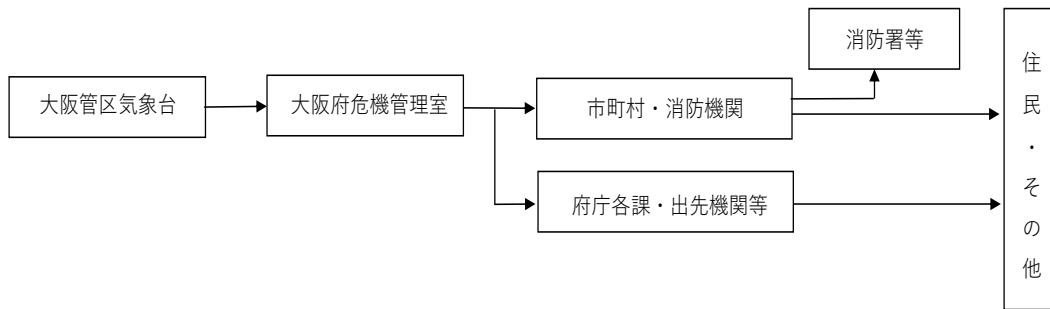 消防署等
大阪管区気象台
大阪府危機管理室
市町村・消防機関
府庁各課・出先機関等
住民・その他